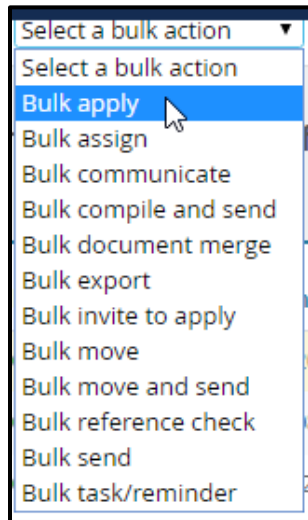 Select a bulk action
Select a bulk action
Bulk apply
Bulk assign
Bulk communicate
Bulk compile and send
Bulk document merge
Bulk export
Bulk invite to apply
Bulk move
Bulk move and send
Bulk reference check
Bulk send
Bulk task/reminder